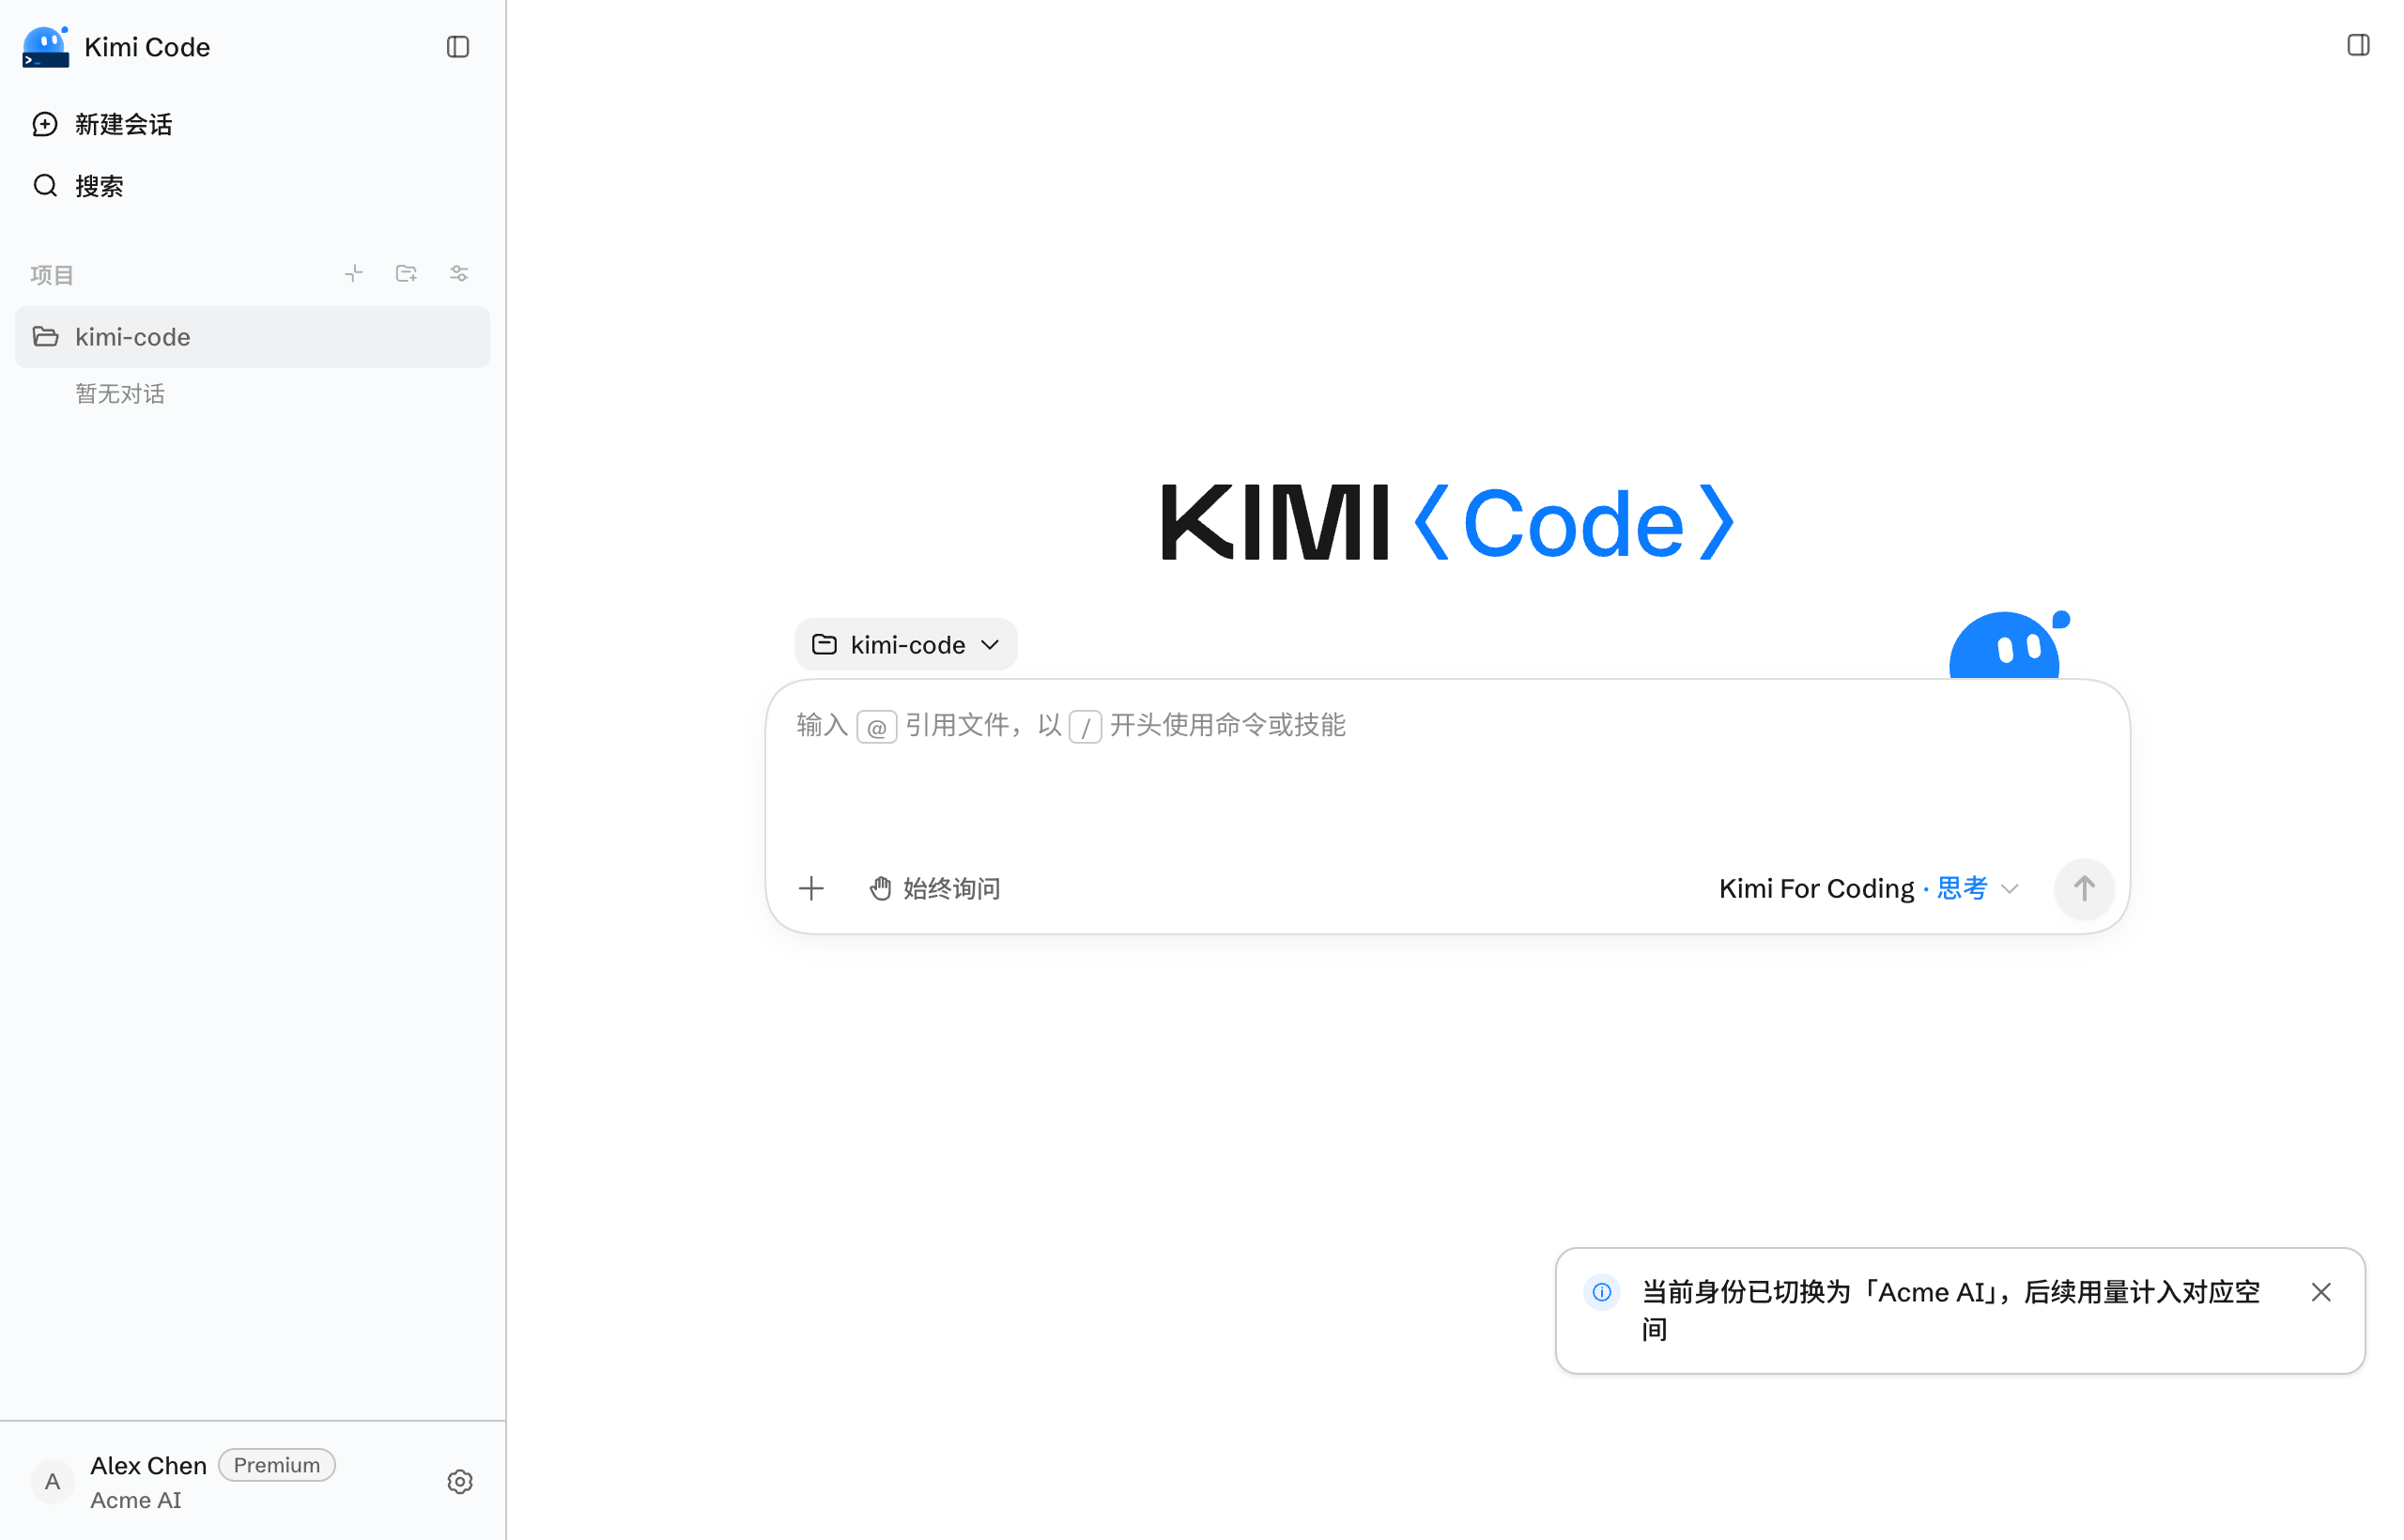 Kimi Code
新建会话
搜索
项目
kimi-code
暂无对话
KIMI〈Code〉
kimi-code
输入 @ 引用文件，以 / 开头使用命令或技能
始终询问
Kimi For Coding · 思考
当前身份已切换为「Acme AI」，后续用量计入对应空
间
A
Alex Chen Premium
Acme AI